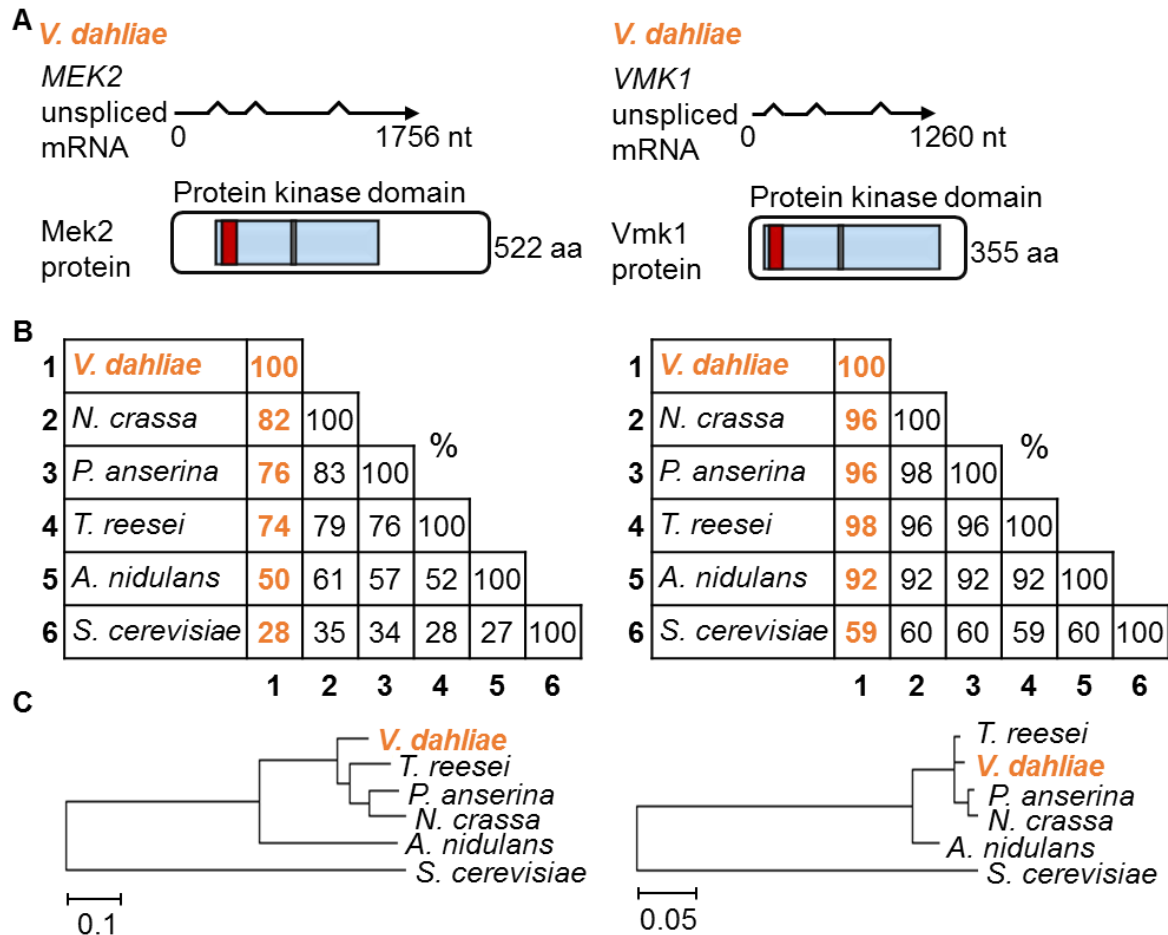 A
V. dahliae
MEK2
unspliced
mRNA
0
1756 nt
Protein kinase domain
Mek2
protein
522 aa
V. dahliae
VMK1
unspliced
mRNA
0
1260 nt
Protein kinase domain
Vmk1
protein
355 aa
B
1 V. dahliae 100
2 N. crassa 82 100
%
3 P. anserina 76 83 100
4 T. reesei 74 79 76 100
5 A. nidulans 50 61 57 52 100
6 S. cerevisiae 28 35 34 28 27 100
1 2 3 4 5 6
1 V. dahliae 100
2 N. crassa 96 100
%
3 P. anserina 96 98 100
4 T. reesei 98 96 96 100
5 A. nidulans 92 92 92 92 100
6 S. cerevisiae 59 60 60 59 60 100
1 2 3 4 5 6
C
V. dahliae
T. reesei
P. anserina
N. crassa
A. nidulans
S. cerevisiae
0.1
T. reesei
V. dahliae
P. anserina
N. crassa
A. nidulans
S. cerevisiae
0.05